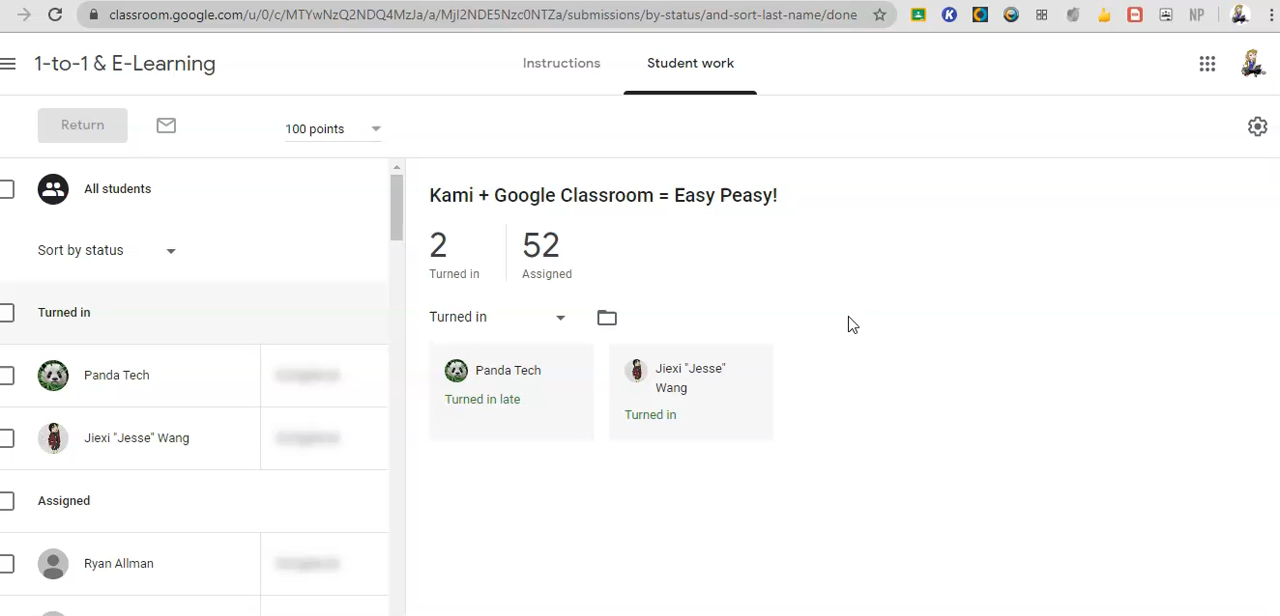 classroom.google.com/u/0/c/MTYwNzQ2NDQ4MzJa/a/MjI2NDE5Nzc0NTZa/submissions/by-status/and-sort-last-name/done
NP
1-to-1 & E-Learning
Instructions
Student work
Return
100 points
All students
Sort by status
Turned in
Panda Tech
Jiexi "Jesse" Wang
Assigned
Ryan Allman
Kami + Google Classroom = Easy Peasy!
2
Turned in
52
Assigned
Turned in
Panda Tech
Turned in late
Jiexi "Jesse"
Wang
Turned in